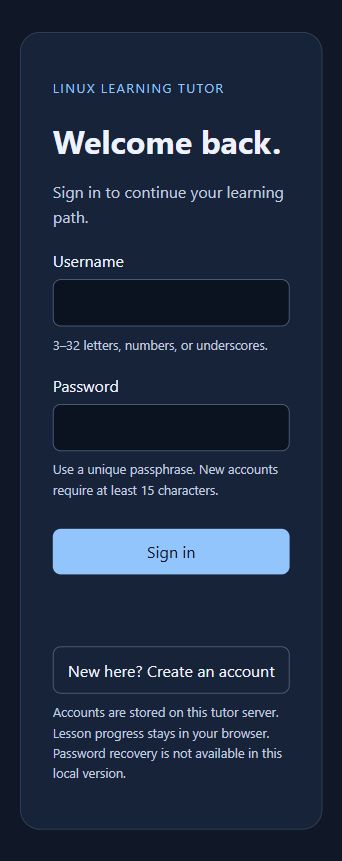 LINUX LEARNING TUTOR
Welcome back.
Sign in to continue your learning
path.
Username
3–32 letters, numbers, or underscores.
Password
Use a unique passphrase. New accounts
require at least 15 characters.
Sign in
New here? Create an account
Accounts are stored on this tutor server.
Lesson progress stays in your browser.
Password recovery is not available in this
local version.